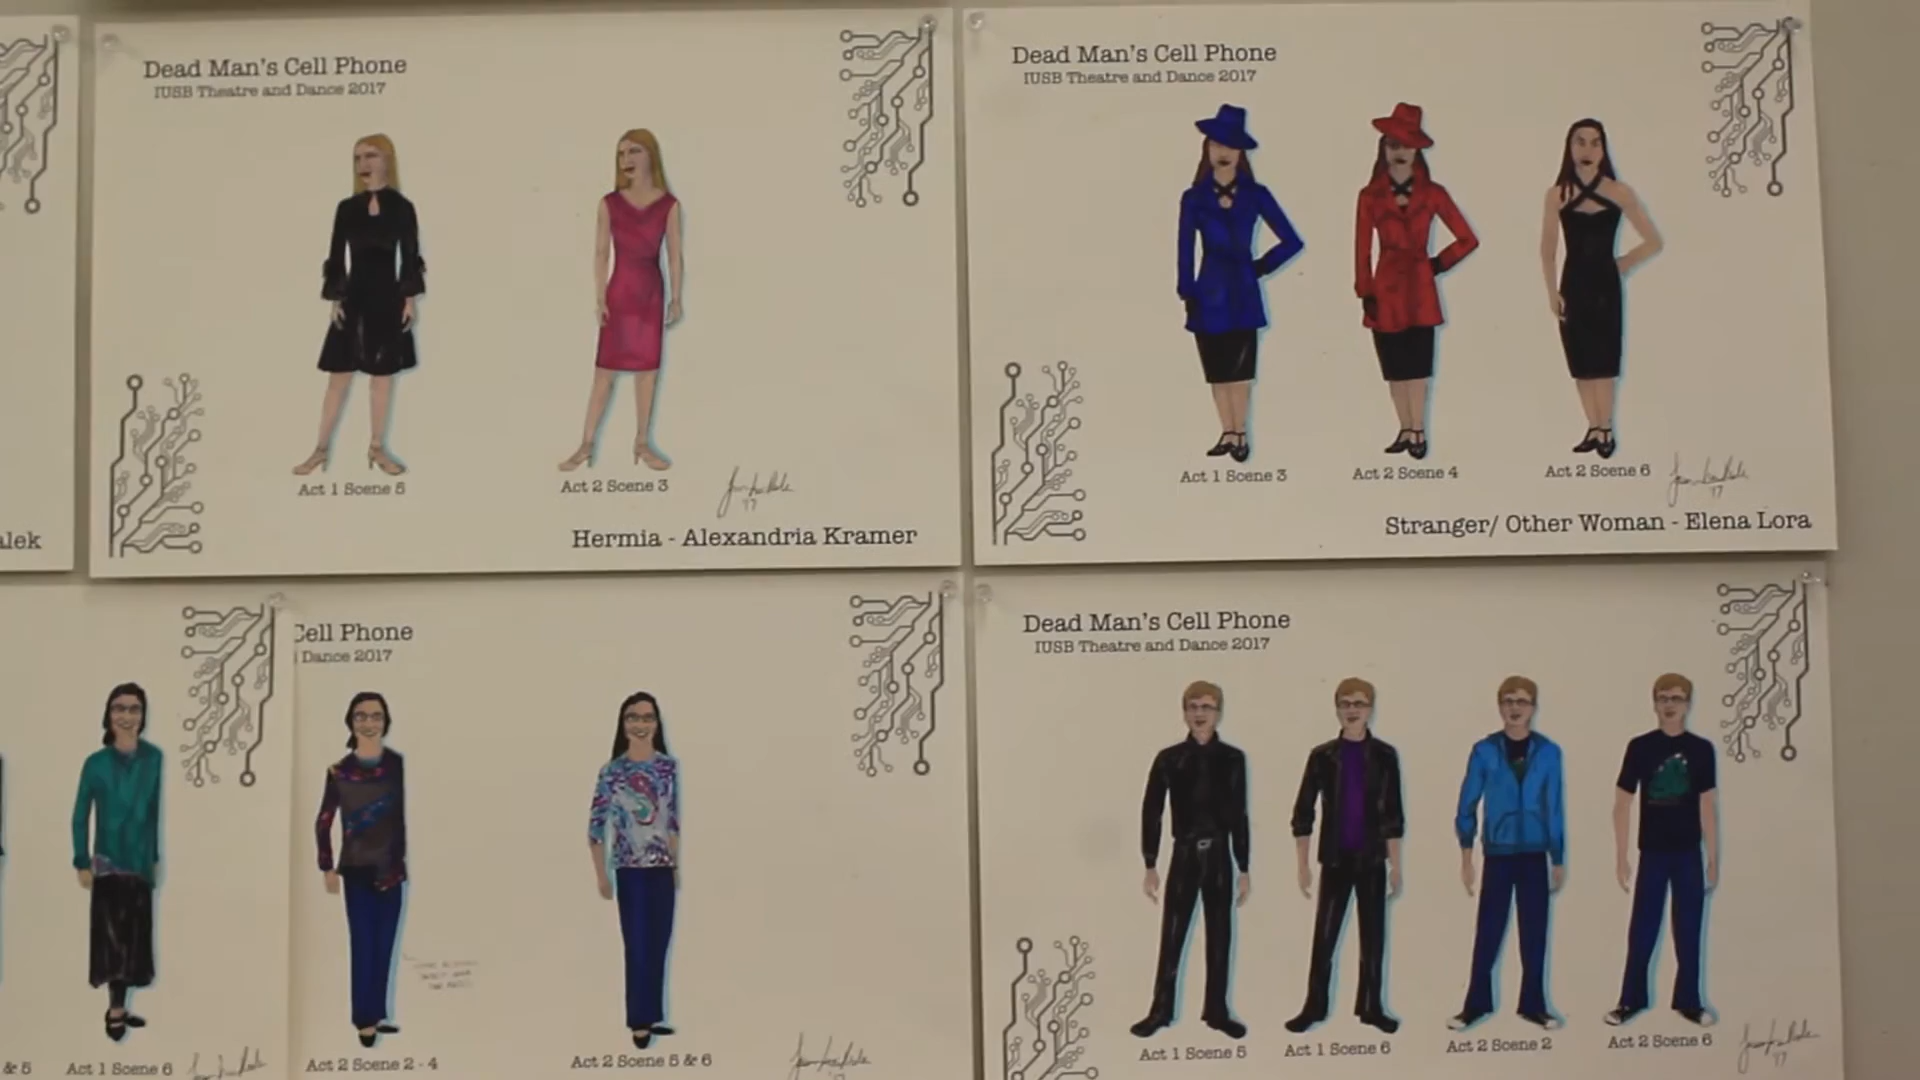 Dead Man's Cell Phone
IUSB Theatre and Dance 2017
Act 1 Scene 5
Act 2 Scene 3
'17
Hermia - Alexandria Kramer
Dead Man's Cell Phone
IUSB Theatre and Dance 2017
Act 1 Scene 3
Act 2 Scene 4
Act 2 Scene 6
'17
Stranger/ Other Woman - Elena Lora
alek
& 5
Act 1 Scene 6
Cell Phone
Dance 2017
Act 2 Scene 2 - 4
Act 2 Scene 5 & 6
Dead Man's Cell Phone
IUSB Theatre and Dance 2017
Act 1 Scene 5
Act 1 Scene 6
Act 2 Scene 2
Act 2 Scene 6
'17